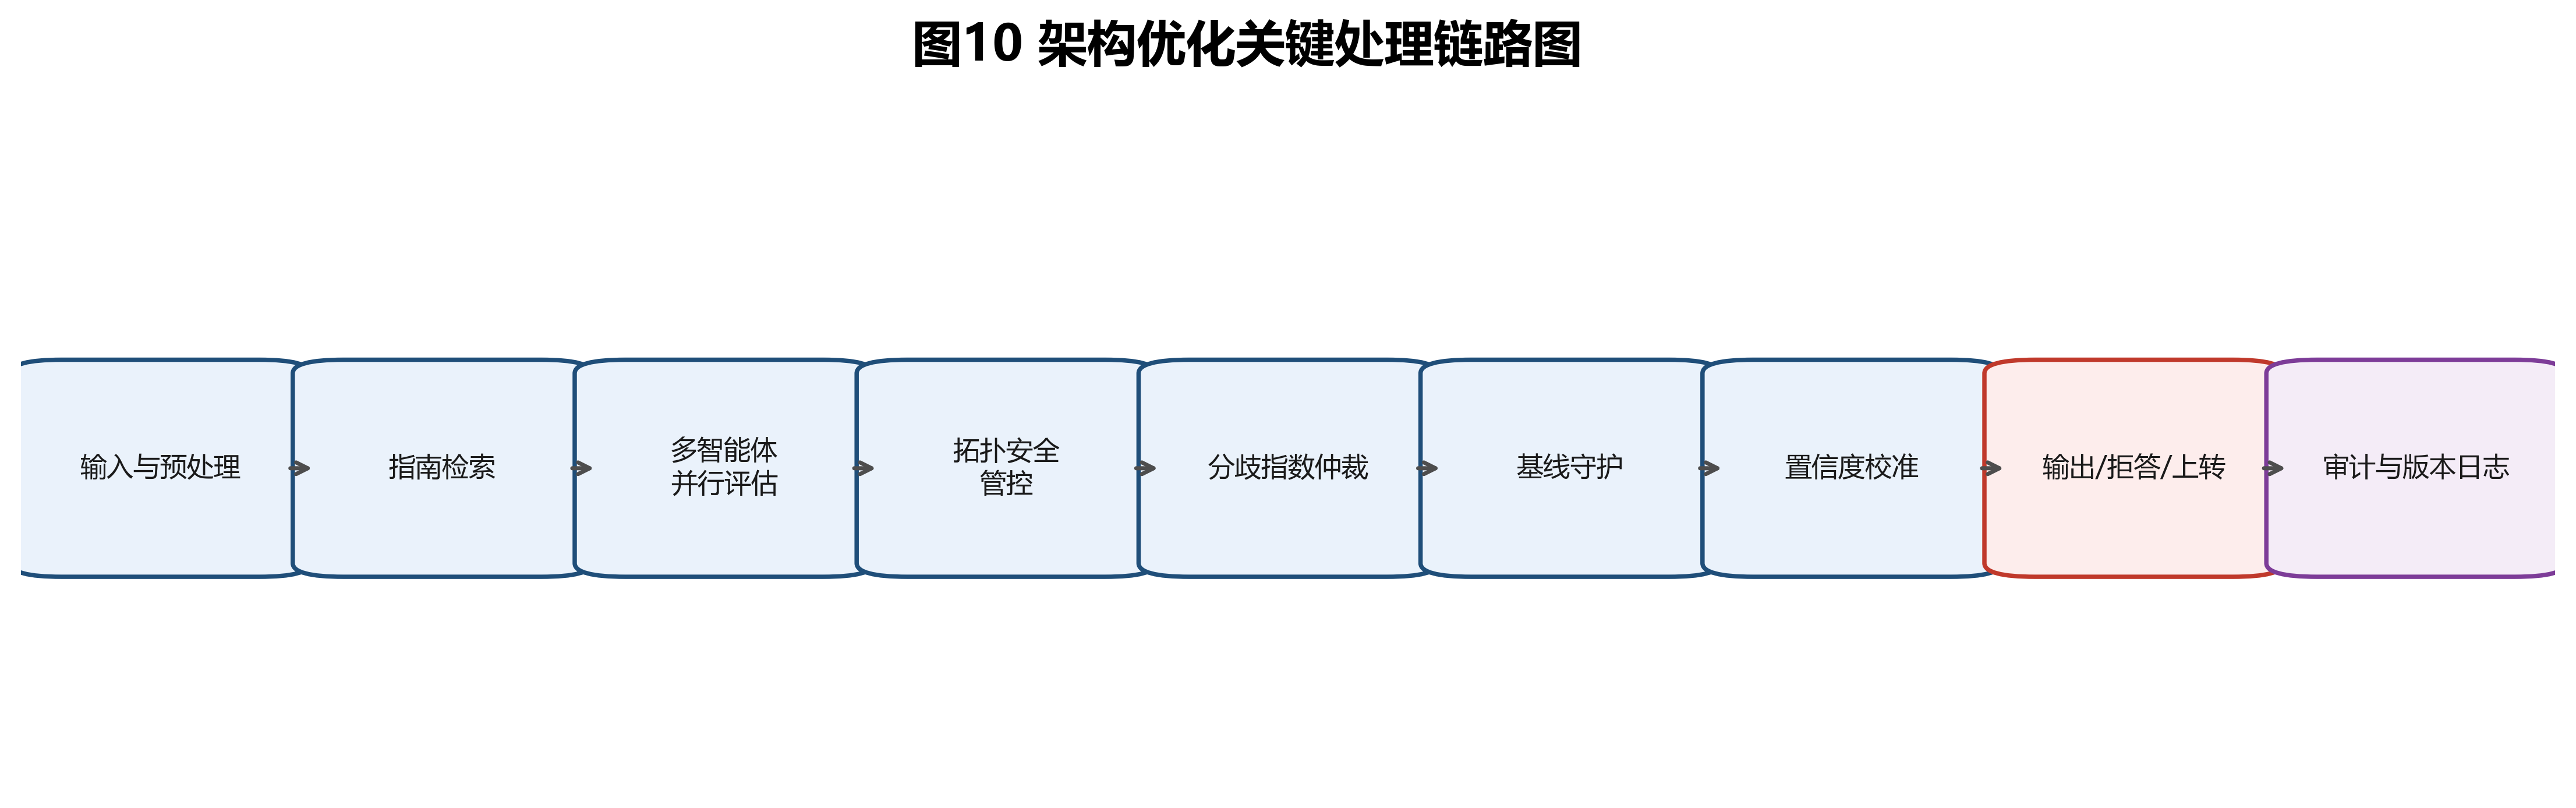 图10 架构优化关键处理链路图
输入与预处理
指南检索
多智能体
并行评估
拓扑安全
管控
分歧指数仲裁
基线守护
置信度校准
输出/拒答/上转
审计与版本日志